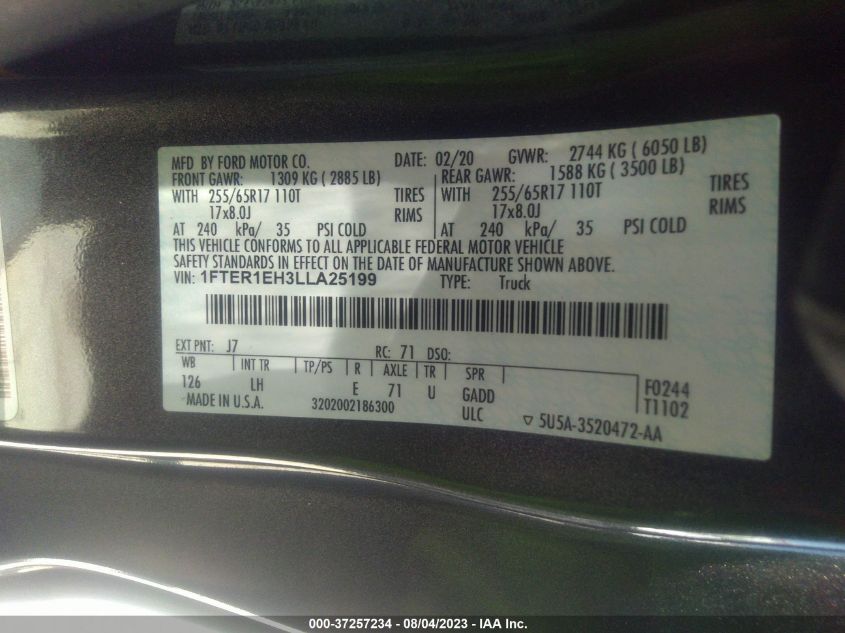 MFD BY FORD MOTOR CO. DATE: 02/20 GVWR: 2744 KG ( 6050 LB)
FRONT GAWR: 1309 KG ( 2885 LB) REAR GAWR: 1588 KG ( 3500 LB)
WITH 255/65R17 110T TIRES WITH 255/65R17 110T TIRES
17x8.0J RIMS 17x8.0J RIMS
AT 240 kPa/ 35 PSI COLD AT 240 kPa/ 35 PSI COLD
THIS VEHICLE CONFORMS TO ALL APPLICABLE FEDERAL MOTOR VEHICLE
SAFETY STANDARDS IN EFFECT ON THE DATE OF MANUFACTURE SHOWN ABOVE.
VIN: 1FTER1EH3LLA25199 TYPE: Truck
EXT PNT: J7 RC: 71 DSO:
WB INT TR TP/PS R AXLE TR SPR
126 LH E 71 U GADD F0244
MADE IN U.S.A. 3202002186300 ULC T1102
▽ 5U5A-3520472-AA
000-37257234 - 08/04/2023 - IAA Inc.